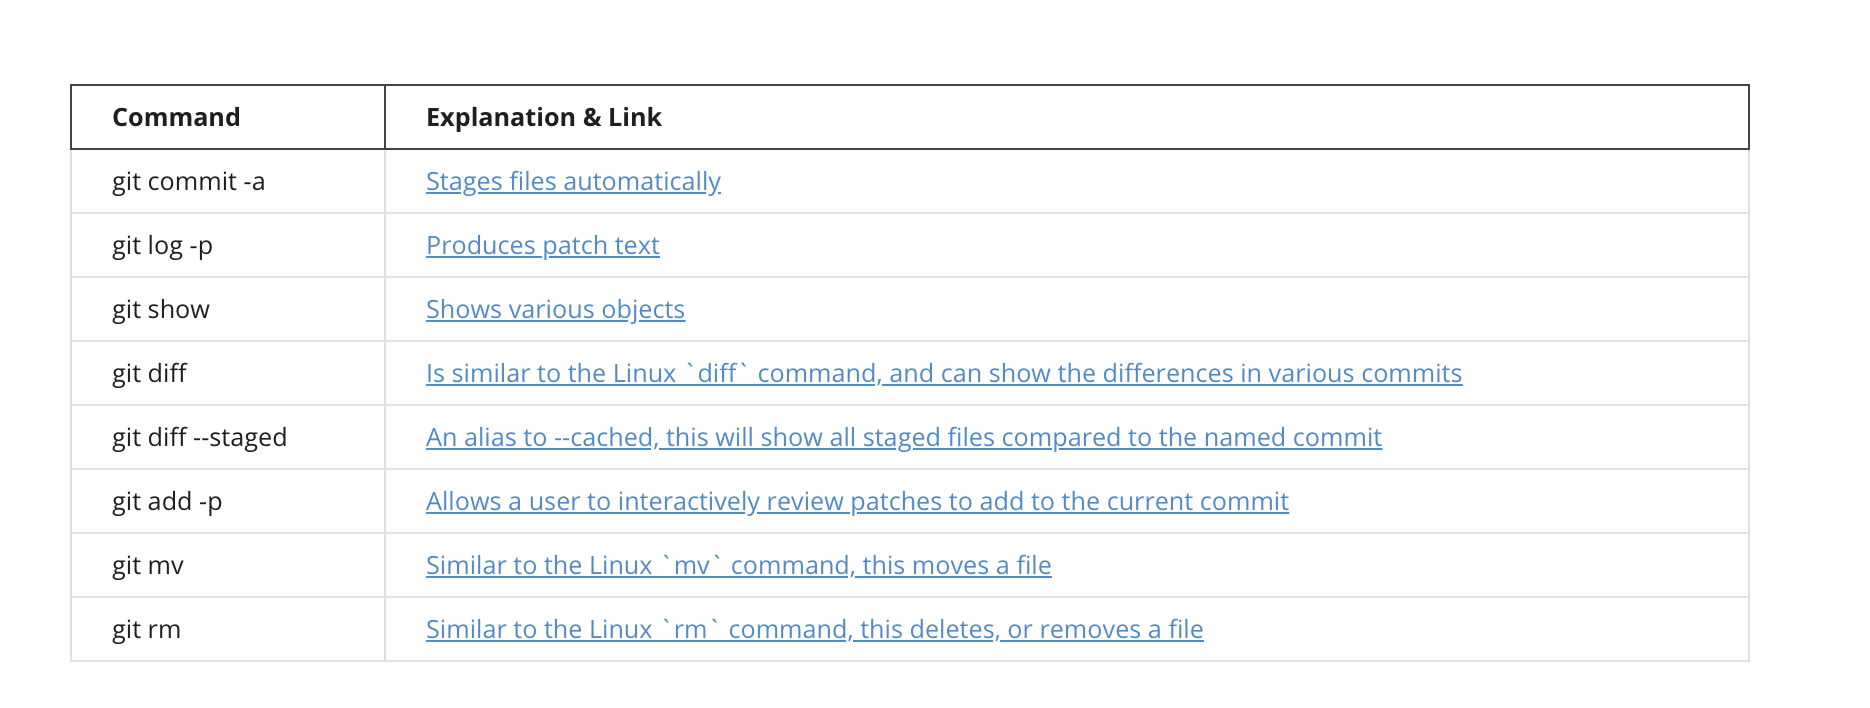 Command Explanation & Link
git commit -a Stages files automatically
git log -p Produces patch text
git show Shows various objects
git diff Is similar to the Linux `diff` command, and can show the differences in various commits
git diff --staged An alias to --cached, this will show all staged files compared to the named commit
git add -p Allows a user to interactively review patches to add to the current commit
git mv Similar to the Linux `mv` command, this moves a file
git rm Similar to the Linux `rm` command, this deletes, or removes a file